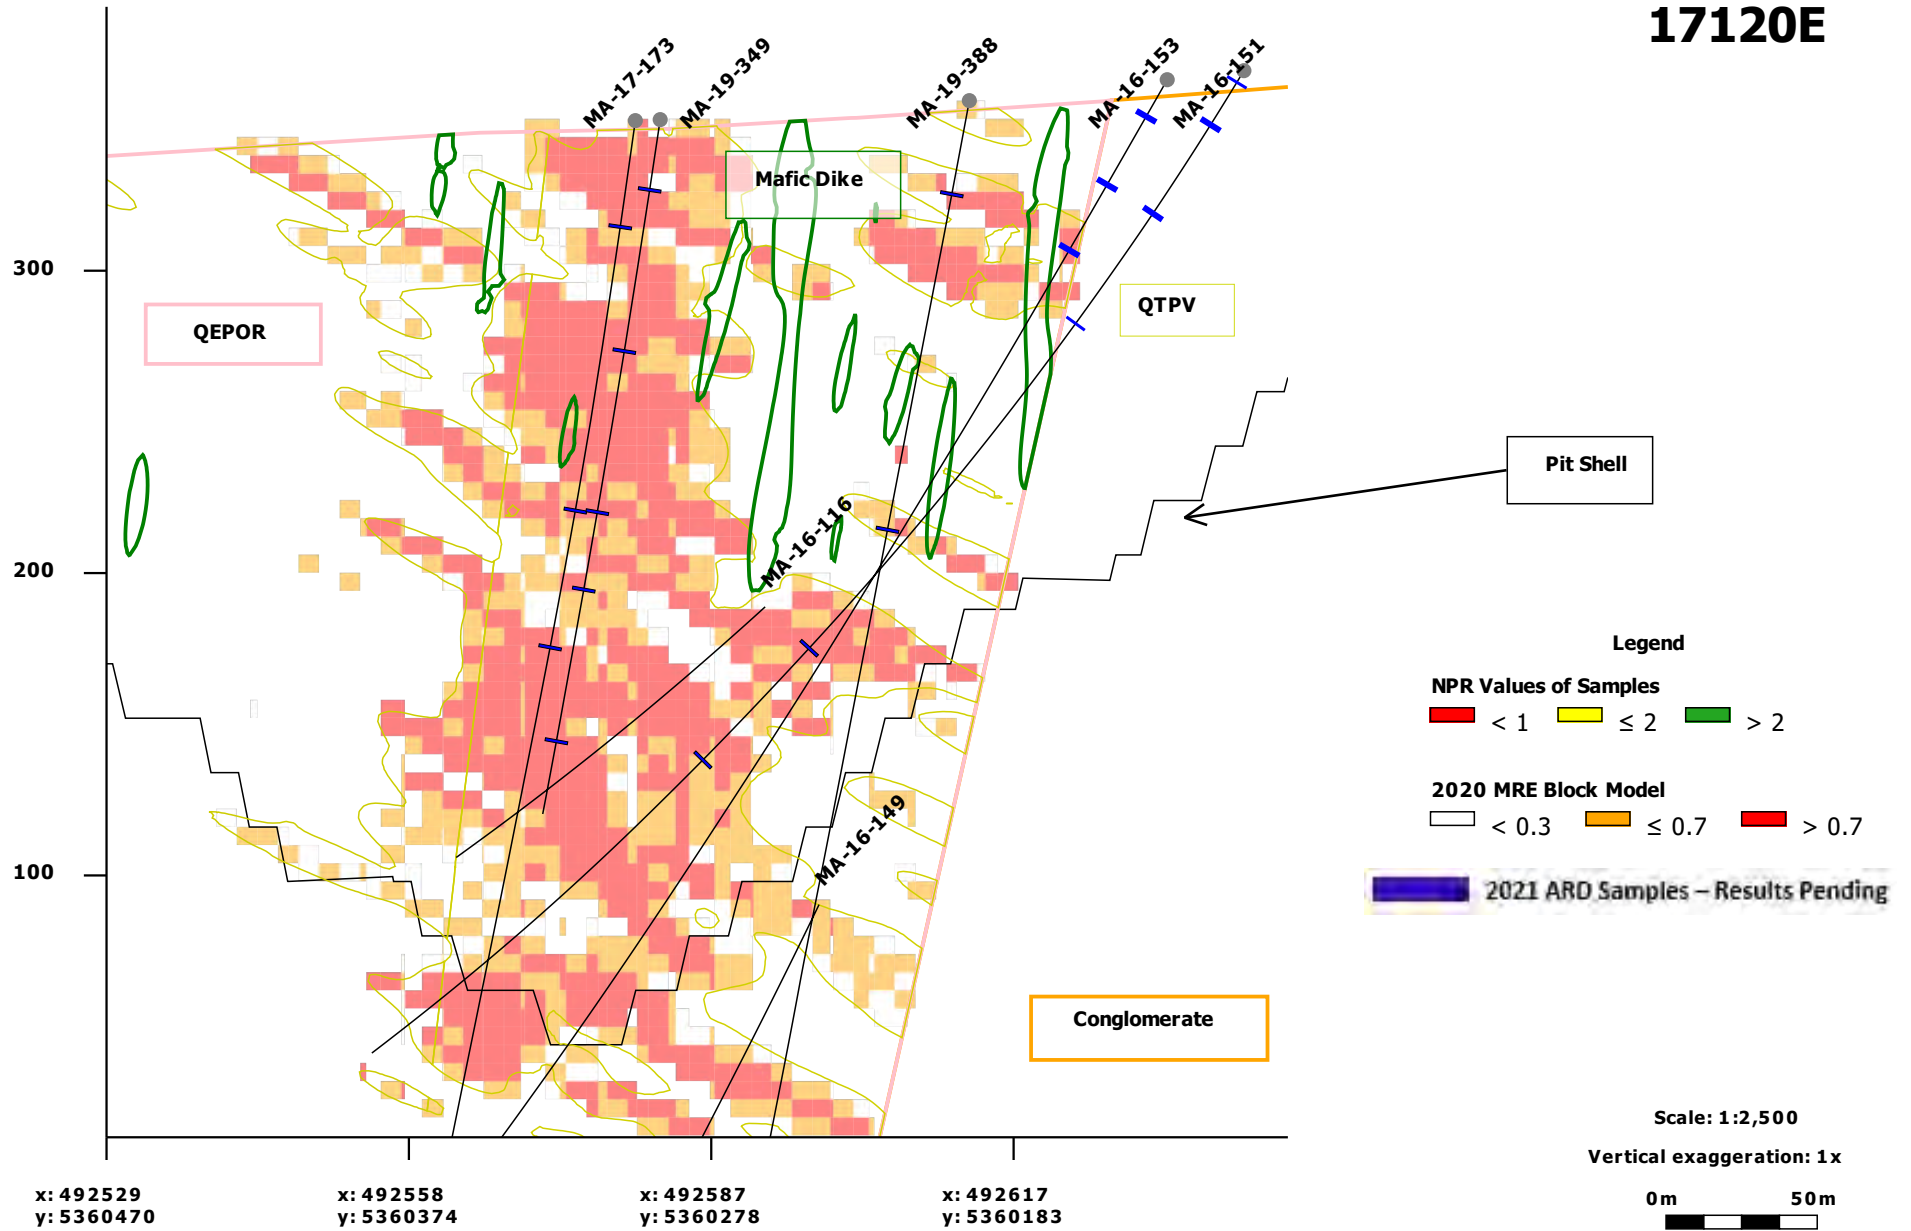 17120E
MA-17-173
MA-19-349
MA-19-388
MA-16-153
MA-16-151
Mafic Dike
300
QTPV
QEPOR
Pit Shell
MA-16-116
200
Legend
NPR Values of Samples
< 1 ≤ 2 > 2
2020 MRE Block Model
< 0.3 ≤ 0.7 > 0.7
MA-16-149
100
2021 ARD Samples – Results Pending
Conglomerate
Scale: 1:2,500
Vertical exaggeration: 1x
0m 50m
x: 492529 x: 492558 x: 492587 x: 492617
y: 5360470 y: 5360374 y: 5360278 y: 5360183